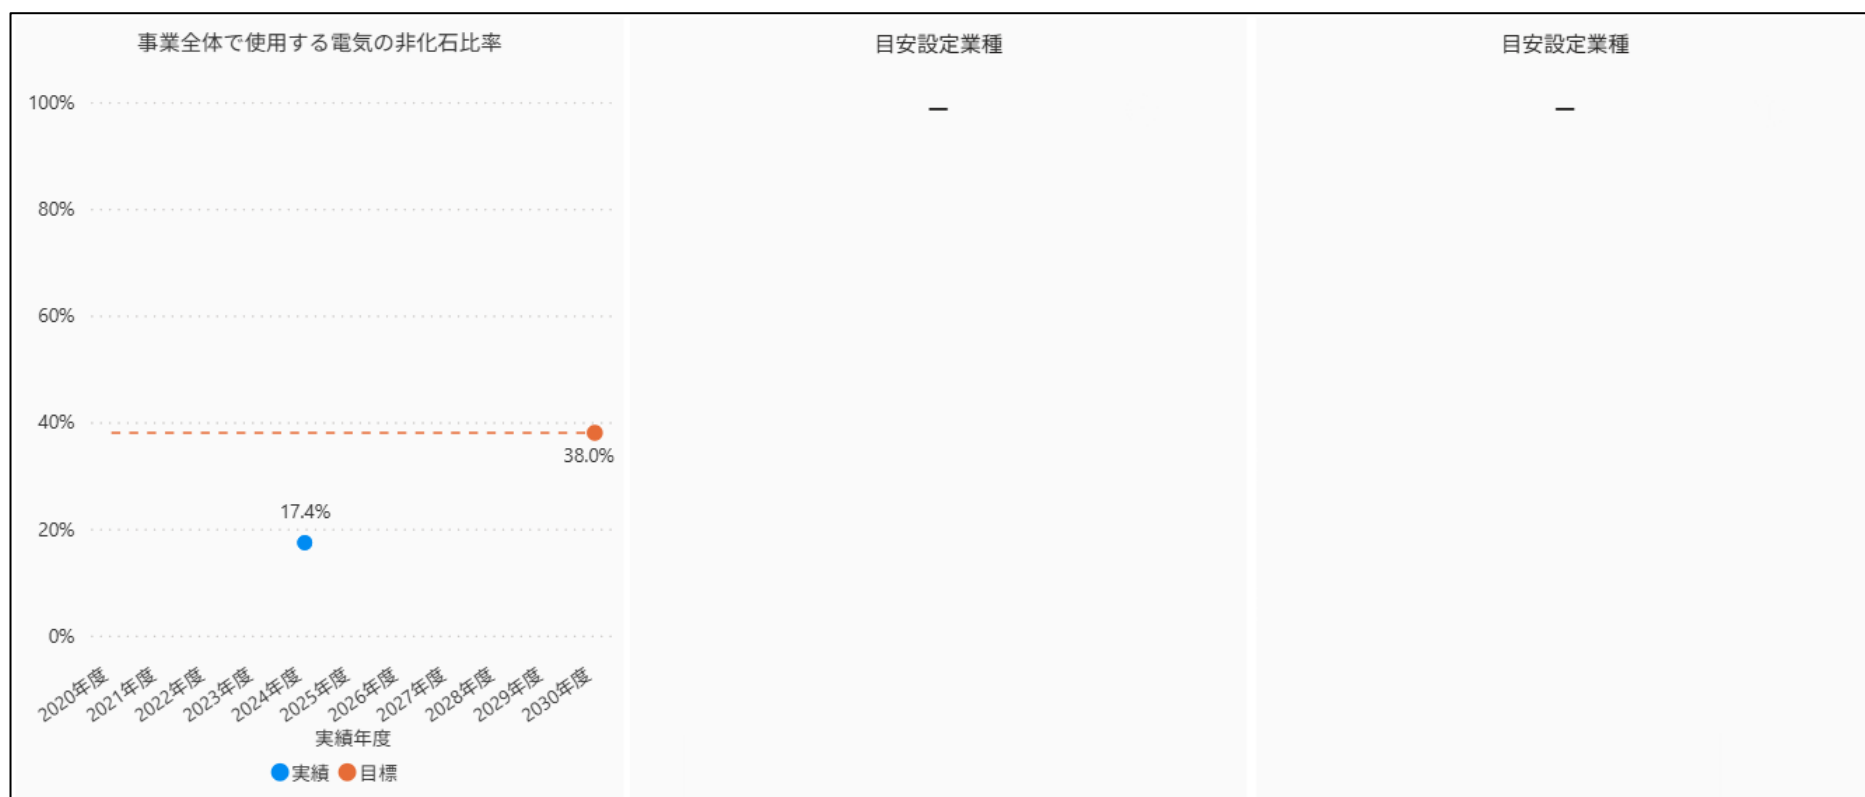 事業全体で使用する電気の非化石比率
100%
80%
60%
40%
20%
0%
38.0%
17.4%
2020年度
2021年度
2022年度
2023年度
2024年度
2025年度
2026年度
2027年度
2028年度
2029年度
2030年度
実績年度
実績 目標
目安設定業種
ー
目安設定業種
ー